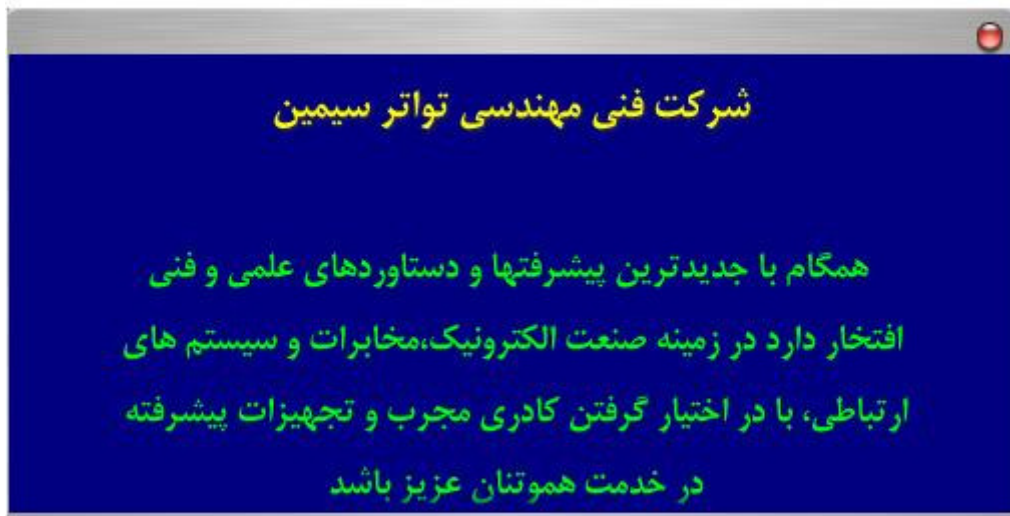 شرکت فنی مهندسی تواتر سیمین
همگام با جدیدترین پیشرفتها و دستاوردهای علمی و فنی
افتخار دارد در زمینه صنعت الکترونیک،مخابرات و سیستم های
ارتباطی، با در اختیار گرفتن کادری مجرب و تجهیزات پیشرفته
در خدمت هموتنان عزیز باشد